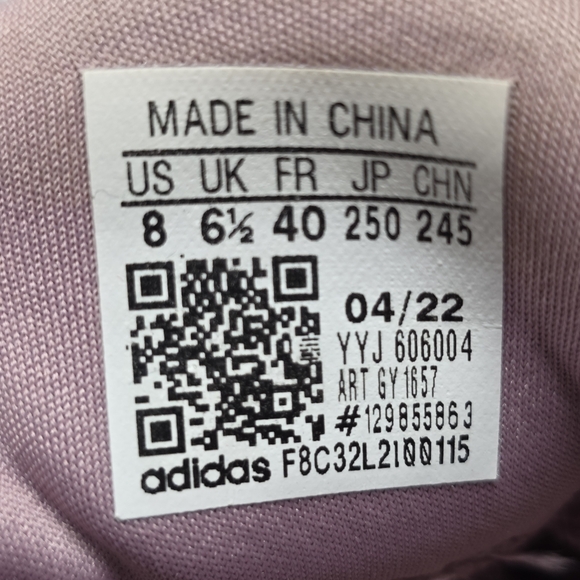 MADE IN CHINA
US UK FR JP CHN
8 6½ 40 250 245
04/22
YYJ 606004
ART GY1657
#129855863
adidas F8C32L2I00115